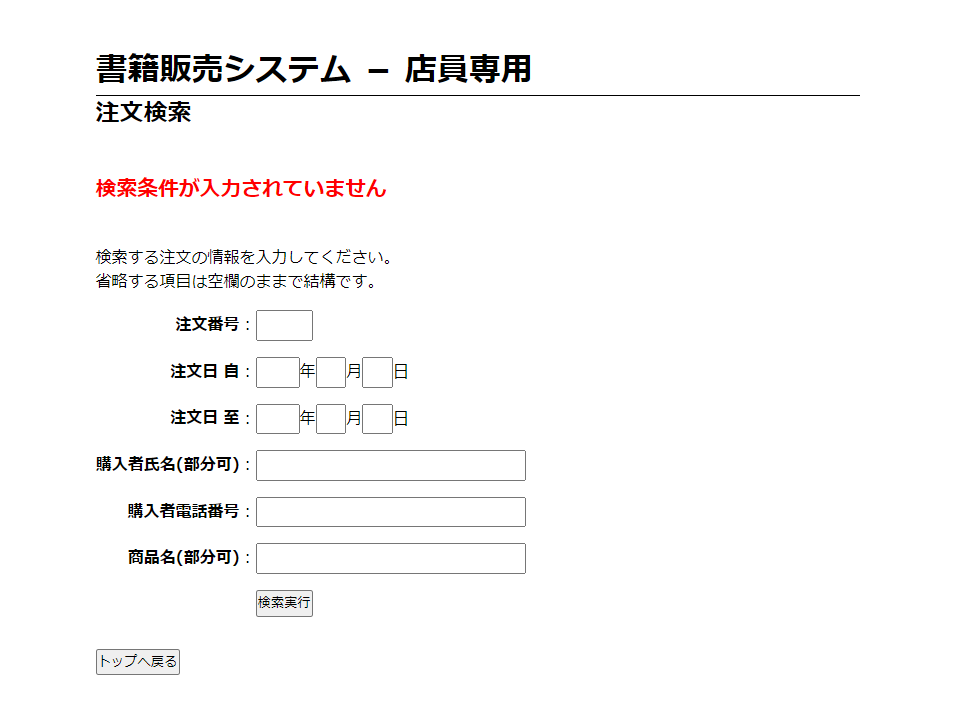 書籍販売システム － 店員専用
注文検索
検索条件が入力されていません
検索する注文の情報を入力してください。
省略する項目は空欄のままで結構です。
注文番号：
注文日 自：年月日
注文日 至：年月日
購入者氏名(部分可)：
購入者電話番号：
商品名(部分可)：
検索実行
トップへ戻る